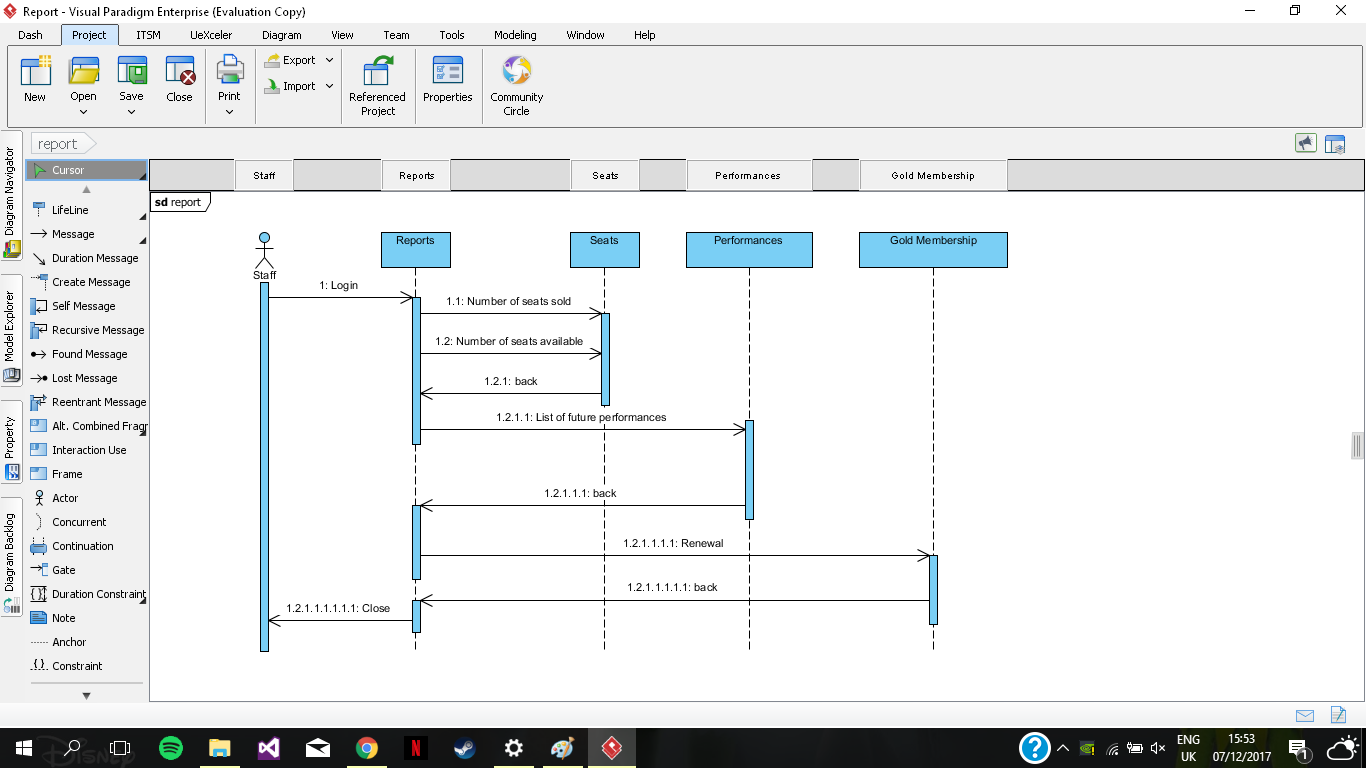 Report - Visual Paradigm Enterprise (Evaluation Copy)
Dash Project ITSM UeXceler Diagram View Team Tools Modeling Window Help
New Open Save Close Print Export Import Referenced Project Properties Community Circle
report
Diagram Navigator
Model Explorer
Property
Diagram Backlog
Cursor
LifeLine
Message
Duration Message
Create Message
Self Message
Recursive Message
Found Message
Lost Message
Reentrant Message
Alt. Combined Fragr
Interaction Use
Frame
Actor
Concurrent
Continuation
Gate
Duration Constraint
Note
Anchor
Constraint
Staff Reports Seats Performances Gold Membership
sd report
Reports Seats Performances Gold Membership
Staff
1: Login
1.1: Number of seats sold
1.2: Number of seats available
1.2.1: back
1.2.1.1: List of future performances
1.2.1.1.1: back
1.2.1.1.1.1: Renewal
1.2.1.1.1.1.1: back
1.2.1.1.1.1.1.1: Close
DISNEP
ENG 15:53
UK 07/12/2017
1